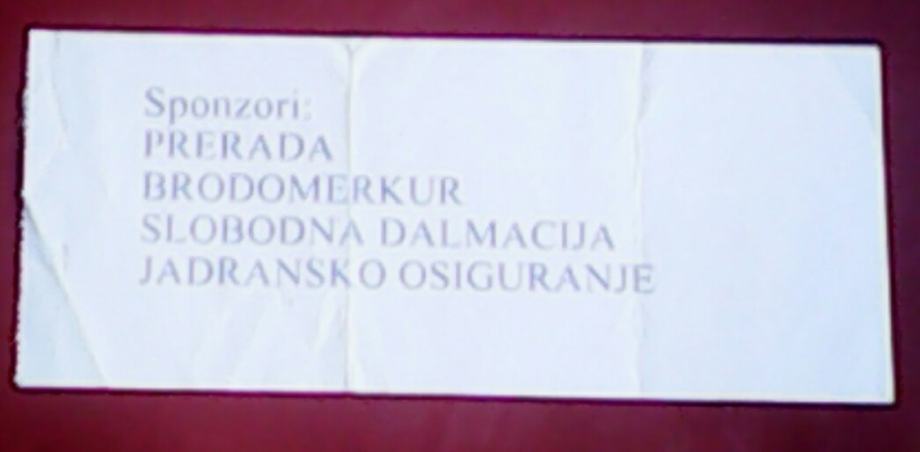 Sponzori:
PRERADA
BRODOMERKUR
SLOBODNA DALMACIJA
JADRANSKO OSIGURANJE